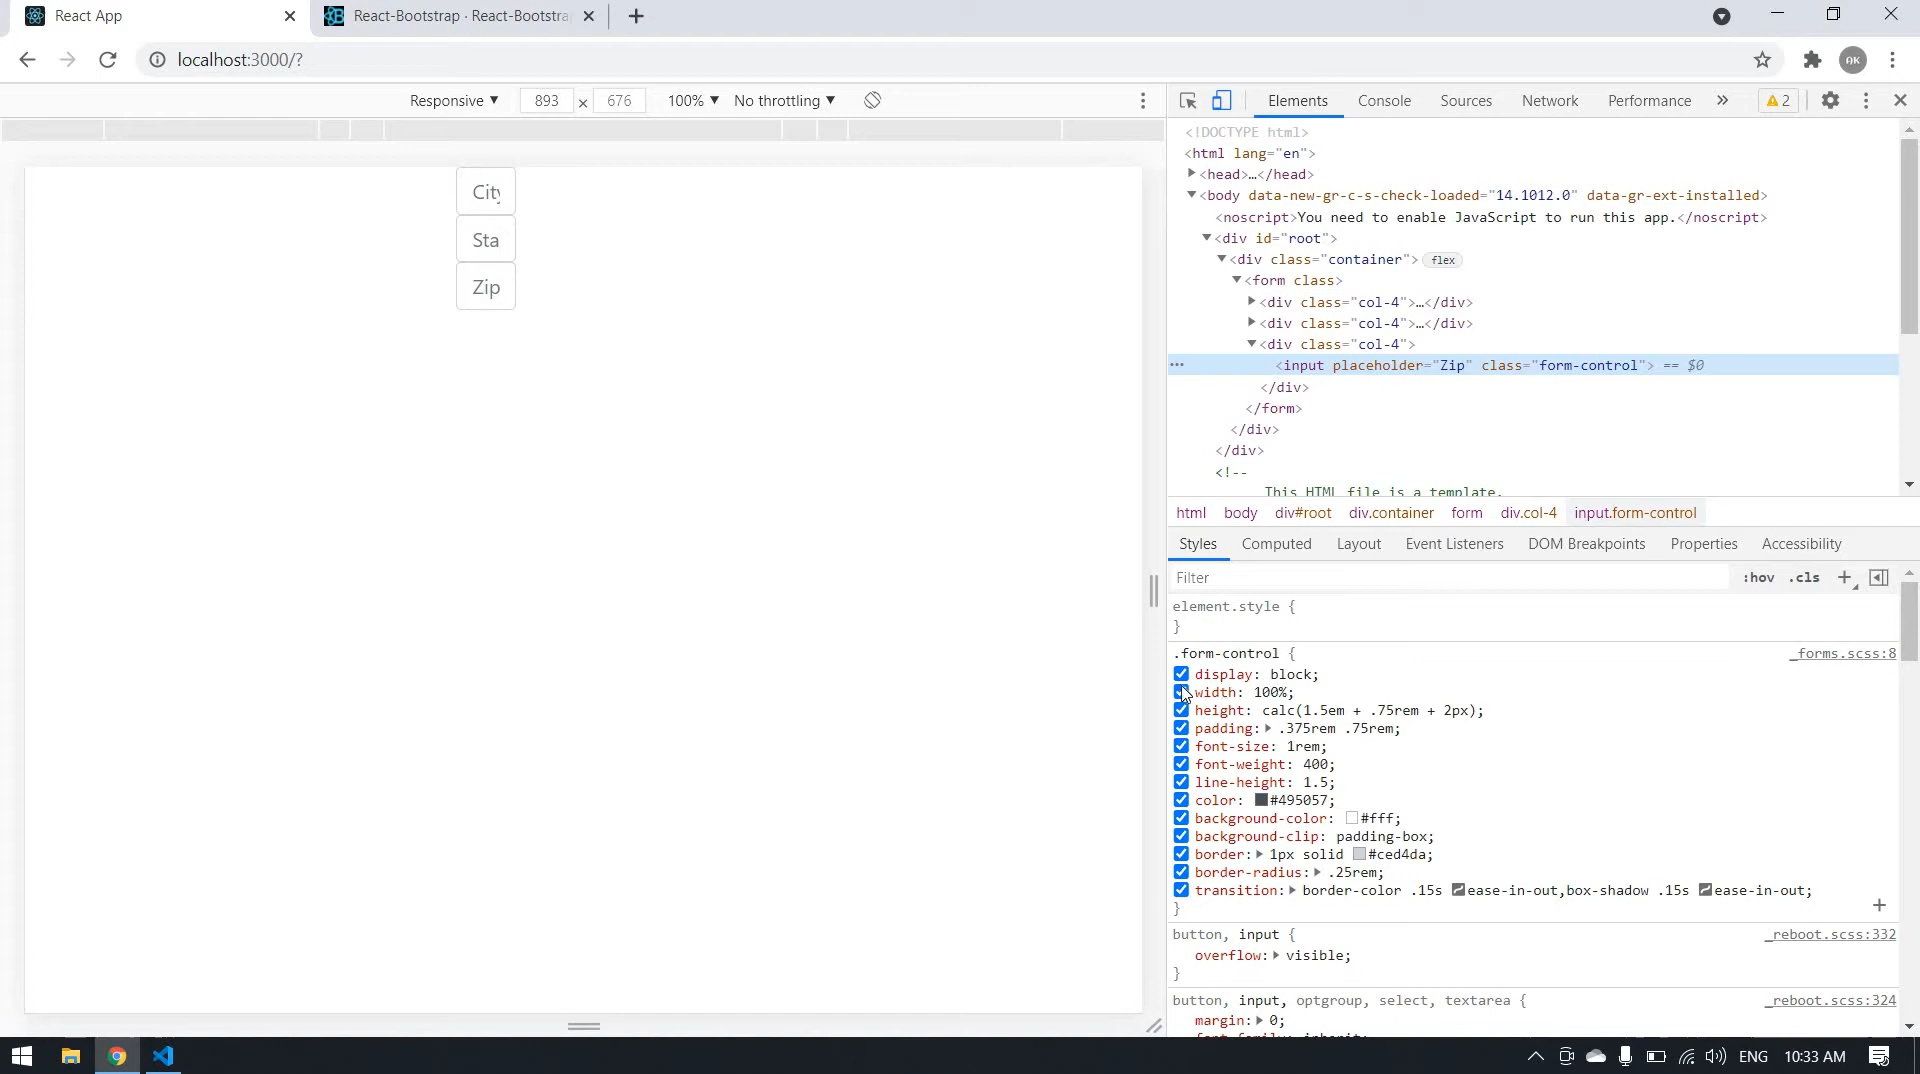 React App
React-Bootstrap · React-Bootstra
localhost:3000/?
AK
Responsive 893 × 676 100% No throttling
Elements Console Sources Network Performance » 2
City
Sta
Zip
<!DOCTYPE html>
<html lang="en">
<head>…</head>
<body data-new-gr-c-s-check-loaded="14.1012.0" data-gr-ext-installed>
<noscript>You need to enable JavaScript to run this app.</noscript>
<div id="root">
<div class="container"> flex
<form class>
<div class="col-4">…</div>
<div class="col-4">…</div>
<div class="col-4">
<input placeholder="Zip" class="form-control"> == $0
</div>
</form>
</div>
</div>
<!--
This HTML file is a template.
html body div#root div.container form div.col-4 input.form-control
Styles Computed Layout Event Listeners DOM Breakpoints Properties Accessibility
Filter :hov .cls +
element.style {
}
.form-control { _forms.scss:8
display: block;
width: 100%;
height: calc(1.5em + .75rem + 2px);
padding: .375rem .75rem;
font-size: 1rem;
font-weight: 400;
line-height: 1.5;
color: #495057;
background-color: #fff;
background-clip: padding-box;
border: 1px solid #ced4da;
border-radius: .25rem;
transition: border-color .15s ease-in-out,box-shadow .15s ease-in-out;
}
button, input { _reboot.scss:332
overflow: visible;
}
button, input, optgroup, select, textarea { _reboot.scss:324
margin: 0;
font-family: inherit;
ENG 10:33 AM